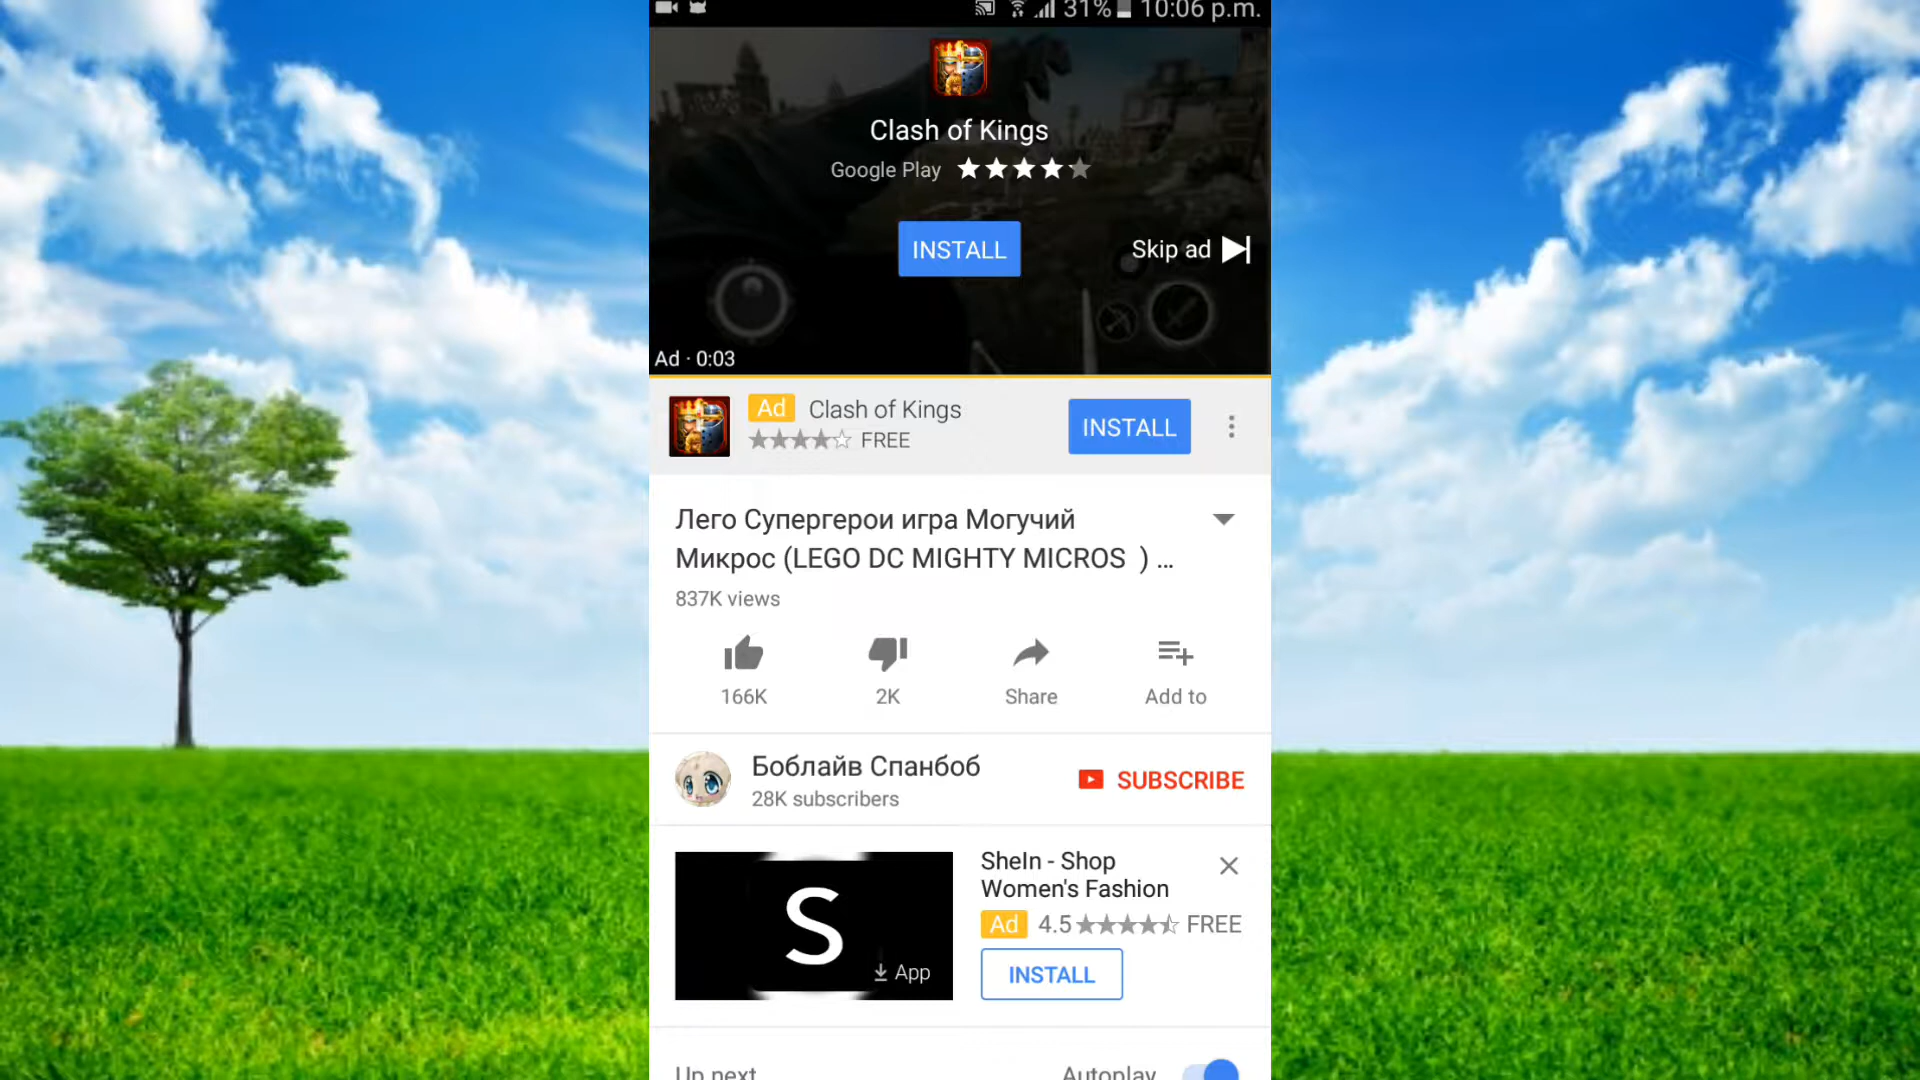 31% 10:06 p.m.
Clash of Kings
Google Play
INSTALL
Skip ad
Ad · 0:03
Ad Clash of Kings
FREE
INSTALL
Лего Супергерои игра Могучий
Микрос (LEGO DC MIGHTY MICROS ) ...
837K views
166K 2K Share Add to
Боблайв Спанбоб
28K subscribers
SUBSCRIBE
S
App
SheIn - Shop
Women's Fashion
Ad 4.5 FREE
INSTALL
Up next Autoplay